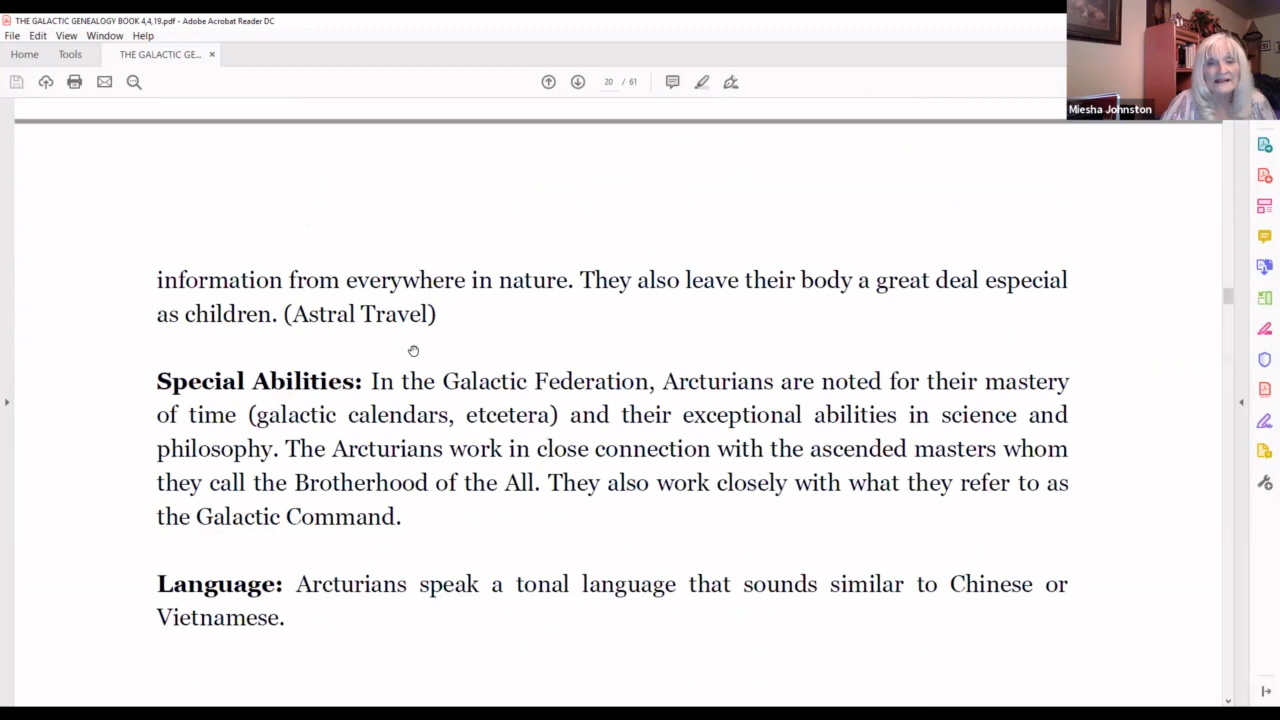 THE GALACTIC GENEALOGY BOOK 4,4,19.pdf - Adobe Acrobat Reader DC
File Edit View Window Help
Home Tools THE GALACTIC GE... ×
20 / 61
Miesha Johnston
information from everywhere in nature. They also leave their body a great deal especial
as children. (Astral Travel)
Special Abilities: In the Galactic Federation, Arcturians are noted for their mastery
of time (galactic calendars, etcetera) and their exceptional abilities in science and
philosophy. The Arcturians work in close connection with the ascended masters whom
they call the Brotherhood of the All. They also work closely with what they refer to as
the Galactic Command.
Language: Arcturians speak a tonal language that sounds similar to Chinese or
Vietnamese.